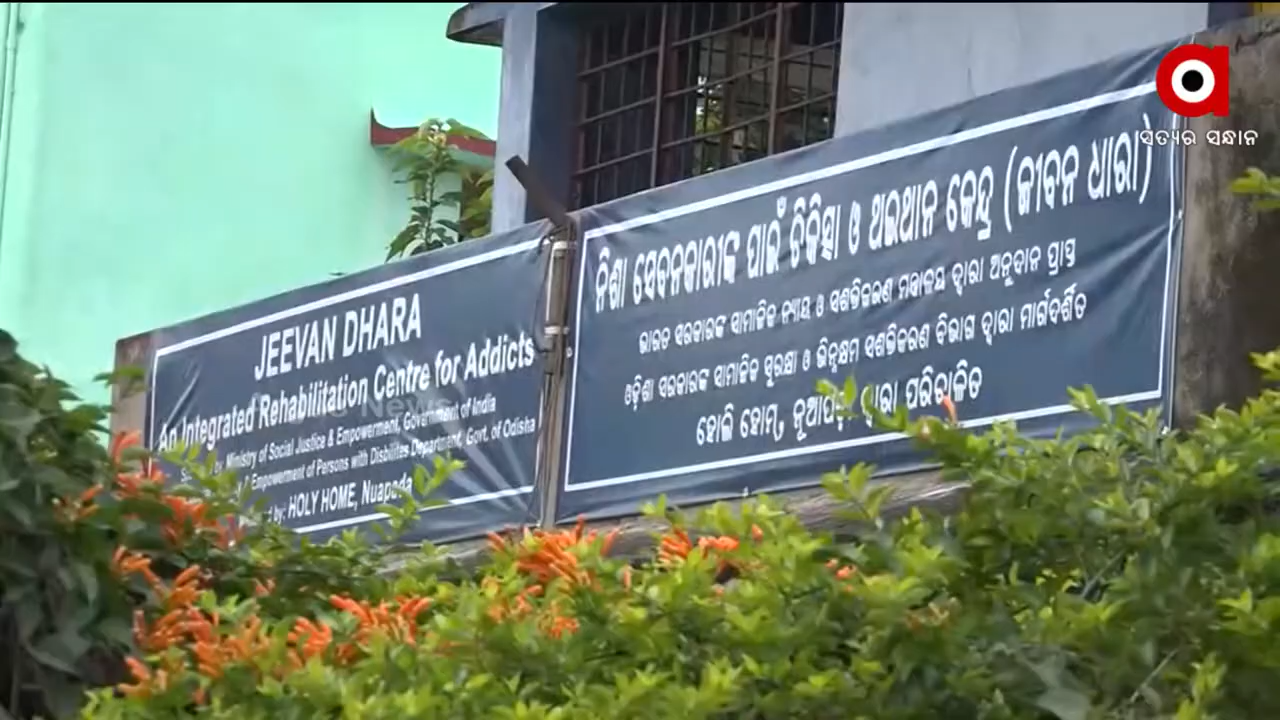 JEEVAN DHARA
An Integrated Rehabilitation Centre for Addicts
by Ministry of Social Justice & Empowerment, Government of India
& Empowerment of Persons with Disbilites Department, Govt. of Odisha
by: HOLY HOME, Nuapada
ନିଶା ସେବନକାରୀଙ୍କ ପାଇଁ ଚିକିତ୍ସା ଓ ଥଇଥାନ କେନ୍ଦ୍ର (ଜୀବନ ଧାରା)
ଭାରତ ସରକାରଙ୍କ ସାମାଜିକ ନ୍ୟାୟ ଓ ସଶକ୍ତିକରଣ ମନ୍ତ୍ରାଳୟ ଦ୍ୱାରା ଅନୁଦାନ ପ୍ରାପ୍ତ
ଓଡ଼ିଶା ସରକାରଙ୍କ ସାମାଜିକ ସୁରକ୍ଷା ଓ ଭିନ୍ନକ୍ଷମ ସଶକ୍ତିକରଣ ବିଭାଗ ଦ୍ୱାରା ମାର୍ଗଦର୍ଶିତ
ହୋଲି ହୋମ୍, ନୂଆପଡ଼ା ଦ୍ୱାରା ପରିଚାଳିତ
ସତ୍ୟର ସନ୍ଧାନ
News